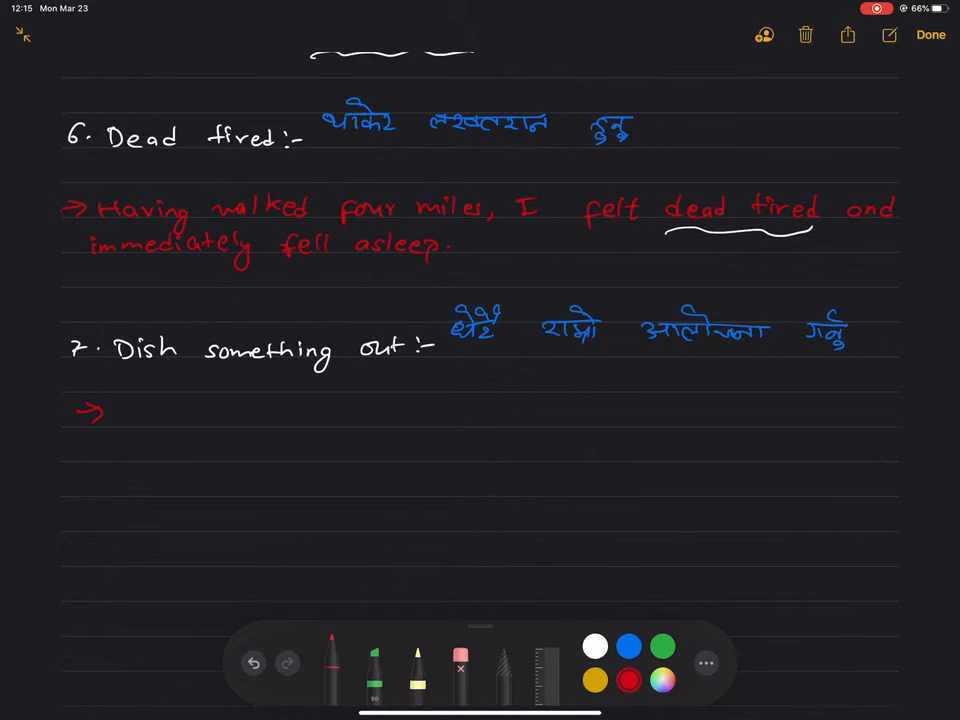 12:15 Mon Mar 23 66%
Done
थाकेर लखतरान हुनु
6. Dead tired:-
→ Having walked four miles, I felt dead tired and
immediately fell asleep.
धेरै राम्रो आलोचना गर्नु
7. Dish something out:-
→
80